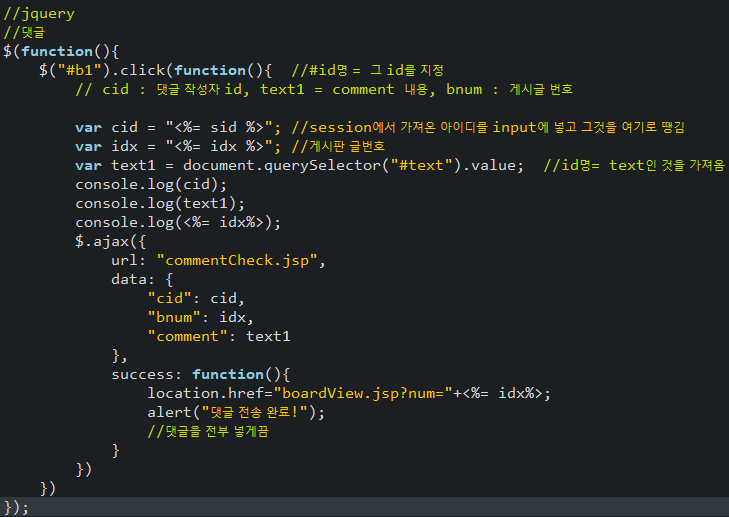 //jquery
//댓글
$(function(){
$("#b1").click(function(){  //#id명 = 그 id를 지정
// cid : 댓글 작성자 id, text1 = comment 내용, bnum : 게시글 번호
var cid = "<%= sid %>"; //session에서 가져온 아이디를 input에 넣고 그것을 여기로 땡김
var idx = "<%= idx %>"; //게시판 글번호
var text1 = document.querySelector("#text").value;  //id명= text인 것을 가져옴
console.log(cid);
console.log(text1);
console.log(<%= idx%>);
$.ajax({
url: "commentCheck.jsp",
data: {
"cid": cid,
"bnum": idx,
"comment": text1
},
success: function(){
location.href="boardView.jsp?num="+<%= idx%>;
alert("댓글 전송 완료!");
//댓글을 전부 넣게끔
}
})
})
});